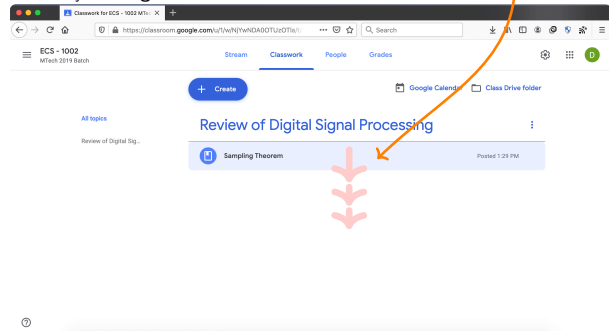 Classwork for ECS - 1002 MTec
https://classroom.google.com/u/1/w/NjYwNDA0OTUzOTla/t/
Search
ECS - 1002
MTech 2019 Batch
Stream
Classwork
People
Grades
D
Create
Google Calendar
Class Drive folder
All topics
Review of Digital Sig...
Review of Digital Signal Processing
Sampling Theorem
Posted 1:29 PM